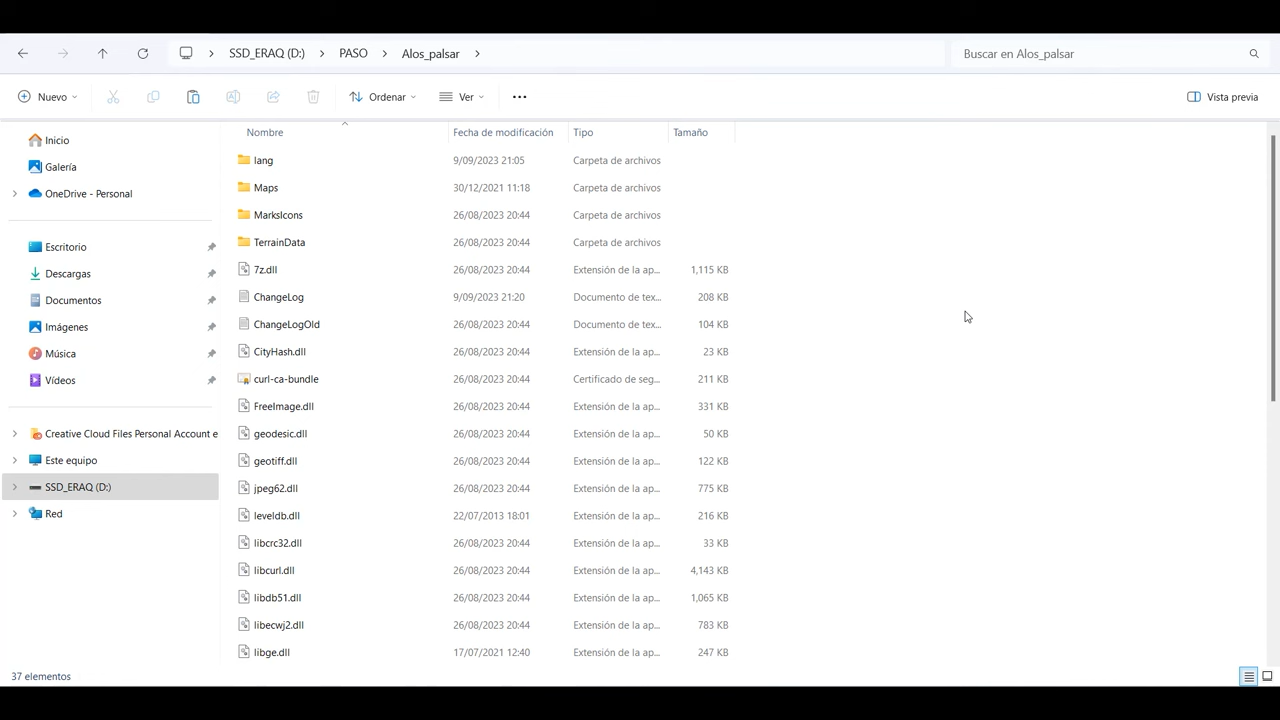 SSD_ERAQ (D:) PASO Alos_palsar
Buscar en Alos_palsar
Nuevo
Ordenar
Ver
Vista previa
Inicio
Galería
OneDrive - Personal
Escritorio
Descargas
Documentos
Imágenes
Música
Vídeos
Creative Cloud Files Personal Account e
Este equipo
SSD_ERAQ (D:)
Red
Nombre Fecha de modificación Tipo Tamaño
lang 9/09/2023 21:05 Carpeta de archivos
Maps 30/12/2021 11:18 Carpeta de archivos
MarksIcons 26/08/2023 20:44 Carpeta de archivos
TerrainData 26/08/2023 20:44 Carpeta de archivos
7z.dll 26/08/2023 20:44 Extensión de la ap... 1,115 KB
ChangeLog 9/09/2023 21:20 Documento de tex... 208 KB
ChangeLogOld 26/08/2023 20:44 Documento de tex... 104 KB
CityHash.dll 26/08/2023 20:44 Extensión de la ap... 23 KB
curl-ca-bundle 26/08/2023 20:44 Certificado de seg... 211 KB
FreeImage.dll 26/08/2023 20:44 Extensión de la ap... 331 KB
geodesic.dll 26/08/2023 20:44 Extensión de la ap... 50 KB
geotiff.dll 26/08/2023 20:44 Extensión de la ap... 122 KB
jpeg62.dll 26/08/2023 20:44 Extensión de la ap... 775 KB
leveldb.dll 22/07/2013 18:01 Extensión de la ap... 216 KB
libcrc32.dll 26/08/2023 20:44 Extensión de la ap... 33 KB
libcurl.dll 26/08/2023 20:44 Extensión de la ap... 4,143 KB
libdb51.dll 26/08/2023 20:44 Extensión de la ap... 1,065 KB
libecwj2.dll 26/08/2023 20:44 Extensión de la ap... 783 KB
libge.dll 17/07/2021 12:40 Extensión de la ap... 247 KB
37 elementos